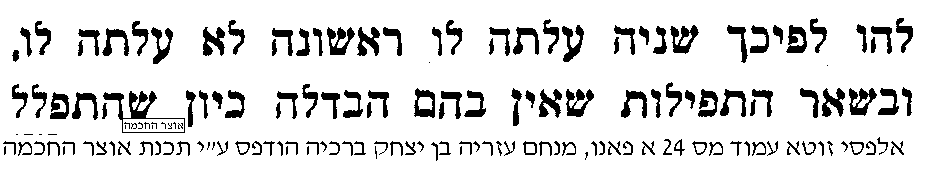 להו לפיכך שניה עלתה לו ראשונה לא עלתה לו,
ובשאר התפילות שאין בהם הבדלה כיון שהתפלל
אוצר החכמה
אלפסי זוטא עמוד מס 24 א פאנו, מנחם עזריה בן יצחק ברכיה הודפס ע״י תכנת אוצר החכמה